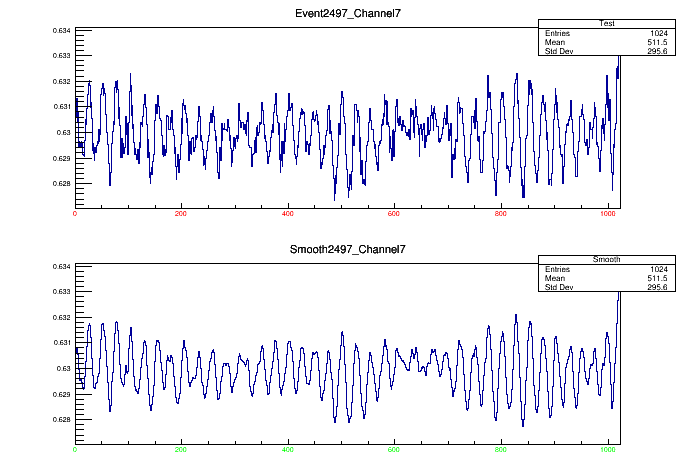 Event2497_Channel7
Test
Entries 1024
Mean 511.5
Std Dev 295.6
0.634
0.633
0.632
0.631
0.63
0.629
0.628
0 200 400 600 800 1000
Smooth2497_Channel7
Smooth
Entries 1024
Mean 511.5
Std Dev 295.6
0.634
0.633
0.632
0.631
0.63
0.629
0.628
0 200 400 600 800 1000